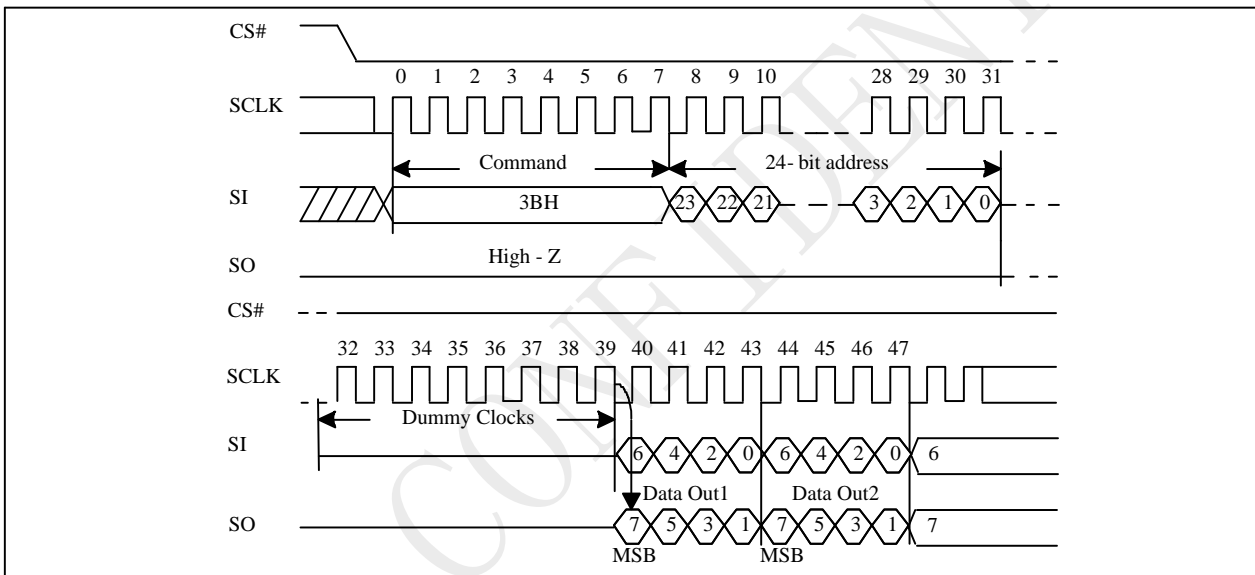 CS#
0 1 2 3 4 5 6 7 8 9 10 28 29 30 31
SCLK
Command 24- bit address
SI 3BH 23 22 21 3 2 1 0
High - Z
SO
CS#
32 33 34 35 36 37 38 39 40 41 42 43 44 45 46 47
SCLK
Dummy Clocks
SI 6 4 2 0 6 4 2 0 6
Data Out1 Data Out2
SO 7 5 3 1 7 5 3 1 7
MSB MSB
CONFIDENT